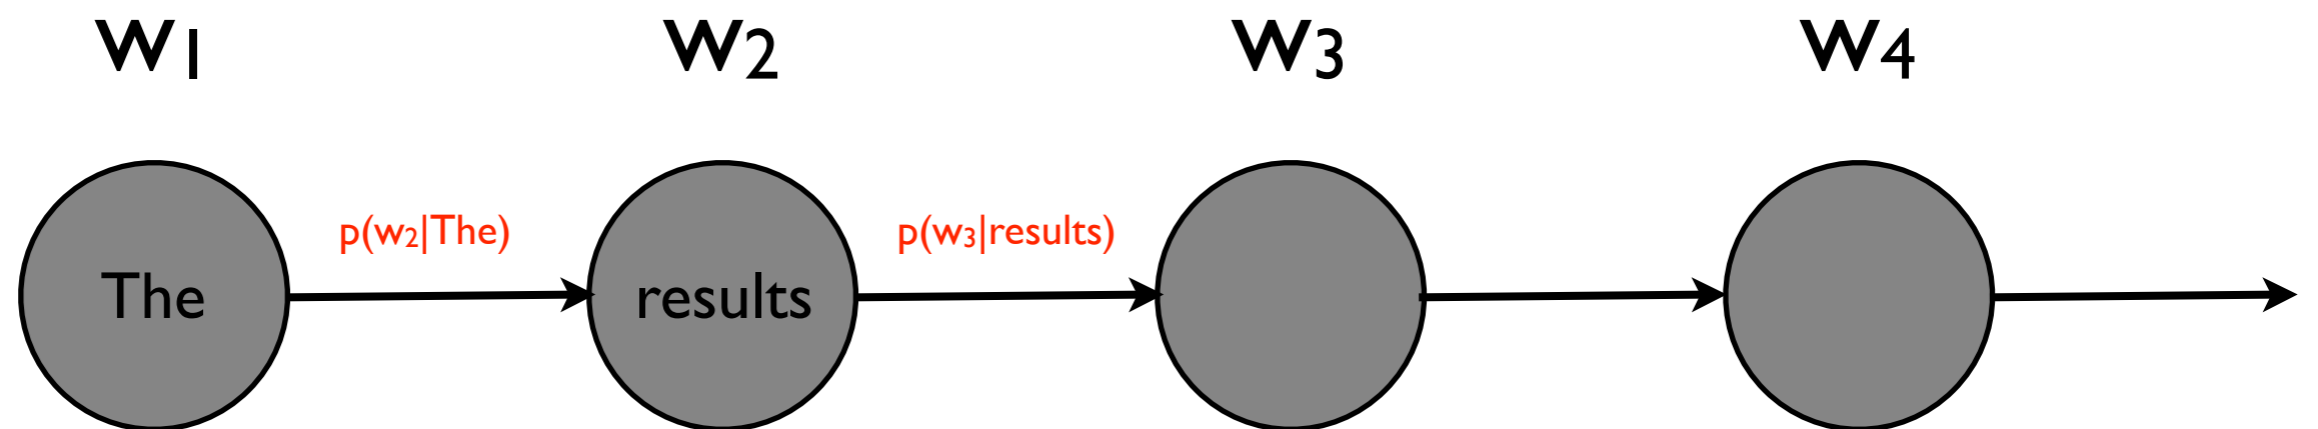 w₁ w₂ w₃ w₄
p(w₂|The) p(w₃|results)
The results